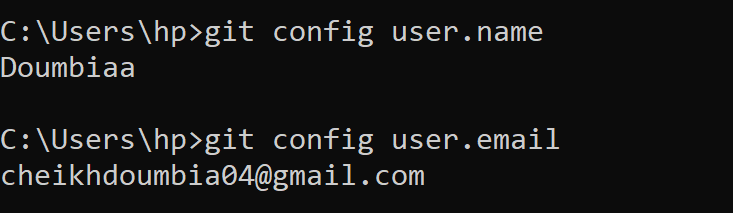 C:\Users\hp>git config user.name
Doumbiaa
C:\Users\hp>git config user.email
cheikhdoumbia04@gmail.com